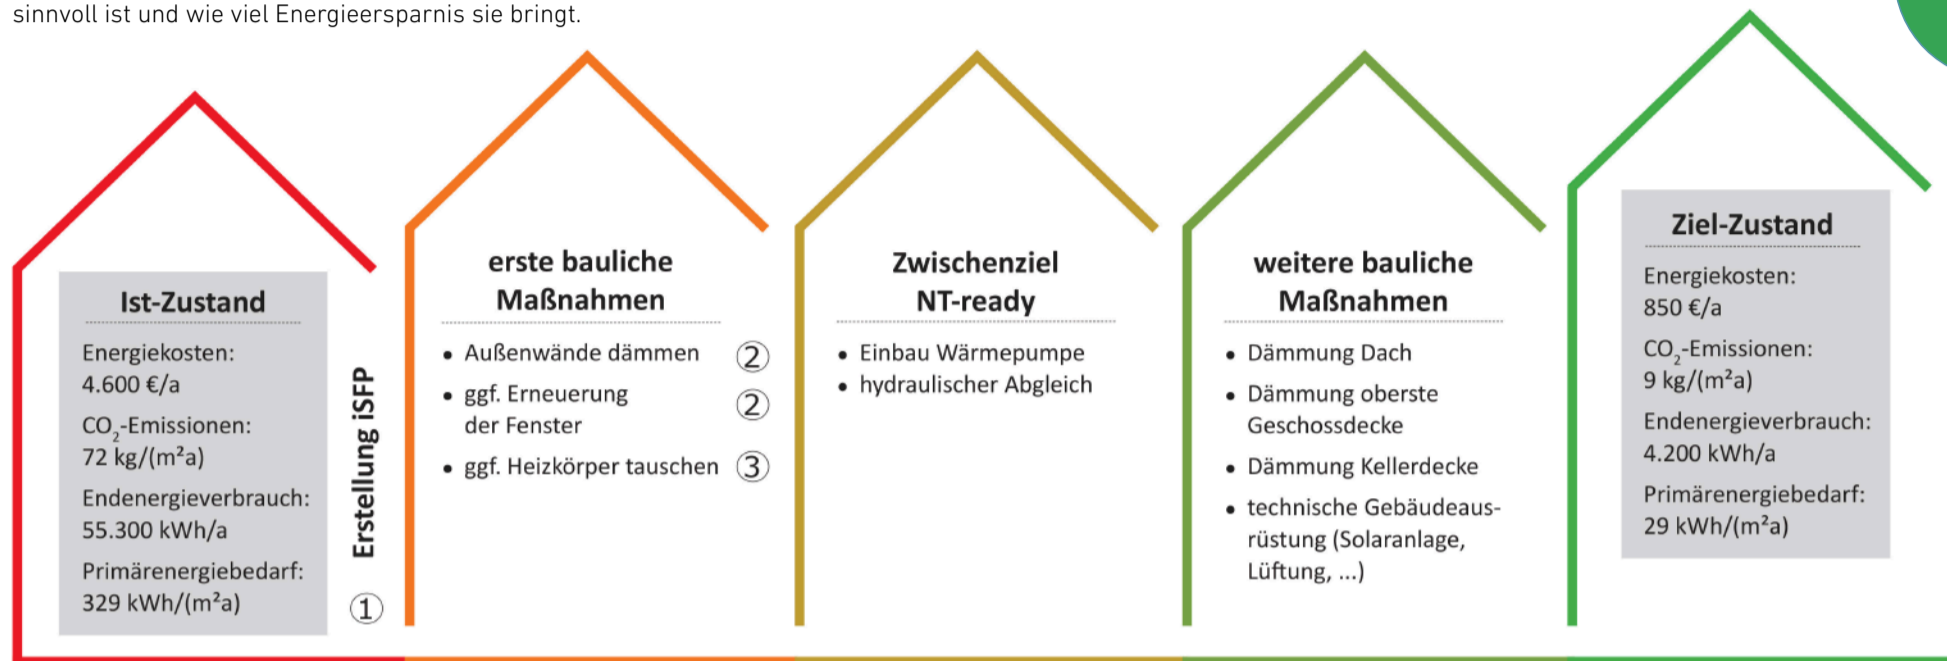 sinnvoll ist und wie viel Energieersparnis sie bringt.
Ist-Zustand
Energiekosten:
4.600 €/a
CO₂-Emissionen:
72 kg/(m²a)
Endenergieverbrauch:
55.300 kWh/a
Primärenergiebedarf:
329 kWh/(m²a)
Erstellung iSFP
①
erste bauliche
Maßnahmen
• Außenwände dämmen ②
• ggf. Erneuerung
der Fenster ②
• ggf. Heizkörper tauschen ③
Zwischenziel
NT-ready
• Einbau Wärmepumpe
• hydraulischer Abgleich
weitere bauliche
Maßnahmen
• Dämmung Dach
• Dämmung oberste
Geschossdecke
• Dämmung Kellerdecke
• technische Gebäudeaus-
rüstung (Solaranlage,
Lüftung, ...)
Ziel-Zustand
Energiekosten:
850 €/a
CO₂-Emissionen:
9 kg/(m²a)
Endenergieverbrauch:
4.200 kWh/a
Primärenergiebedarf:
29 kWh/(m²a)